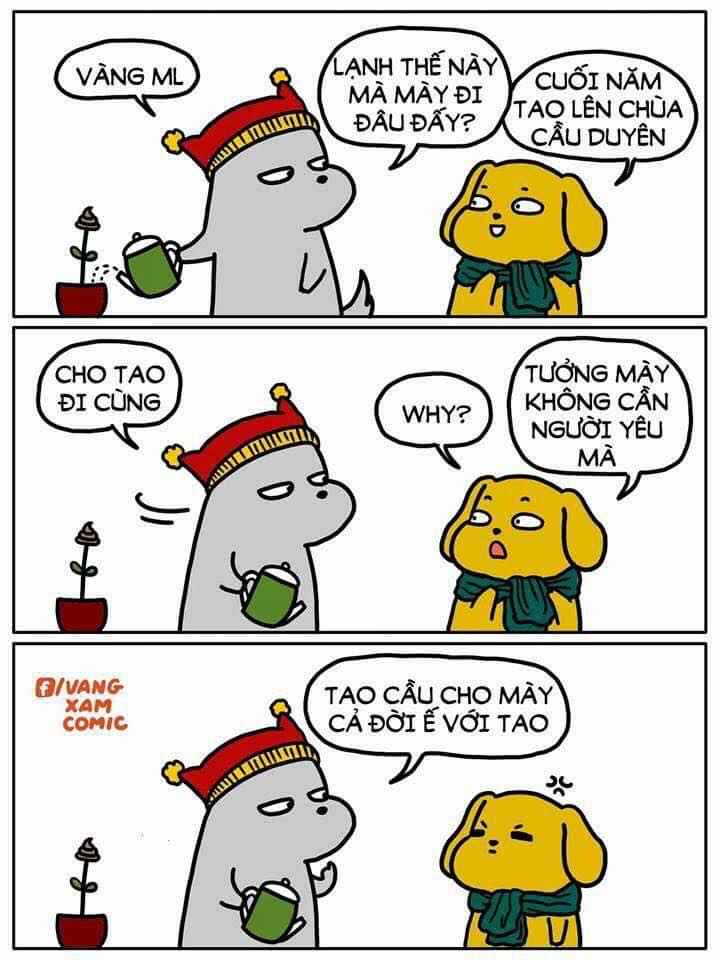 VÀNG ML
LẠNH THẾ NÀY
MÀ MÀY ĐI
ĐÂU ĐẤY?
CUỐI NĂM
TAO LÊN CHÙA
CẦU DUYÊN
CHO TAO
ĐI CÙNG
WHY?
TƯỞNG MÀY
KHÔNG CẦN
NGƯỜI YÊU
MÀ
f/VANG
XAM
COMIC
TAO CẦU CHO MÀY
CẢ ĐỜI Ế VỚI TAO